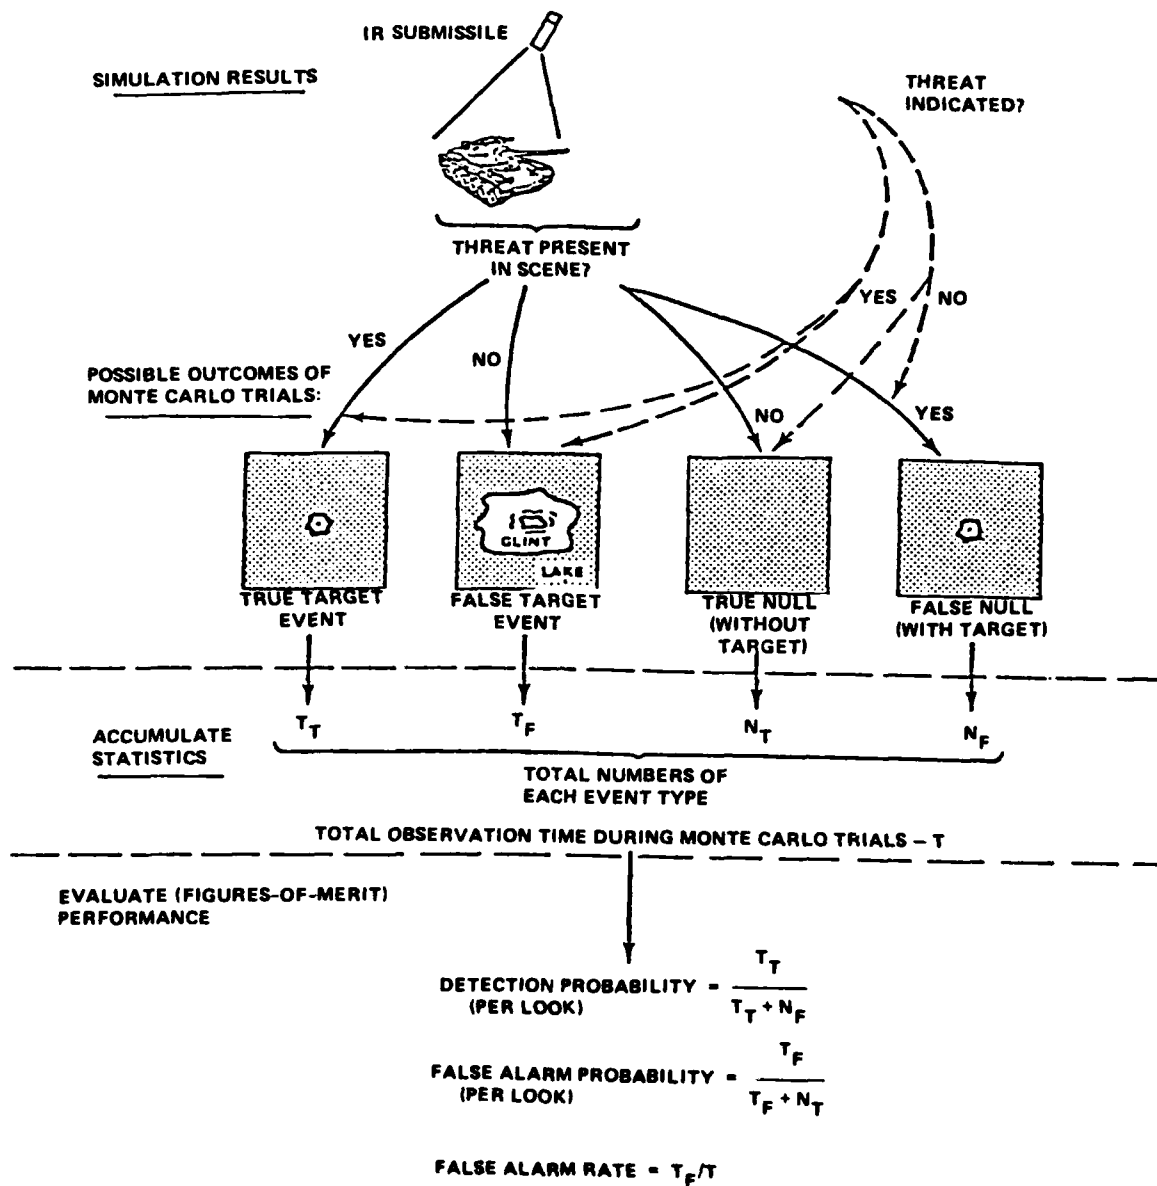 IR SUBMISSILE
SIMULATION RESULTS
THREAT
INDICATED?
THREAT PRESENT
IN SCENE?
YES
NO
YES
NO
NO
YES
POSSIBLE OUTCOMES OF
MONTE CARLO TRIALS:
GLINT
LAKE
TRUE TARGET
EVENT
FALSE TARGET
EVENT
TRUE NULL
(WITHOUT
TARGET)
FALSE NULL
(WITH TARGET)
ACCUMULATE
STATISTICS
T_T
T_F
N_T
N_F
TOTAL NUMBERS OF
EACH EVENT TYPE
TOTAL OBSERVATION TIME DURING MONTE CARLO TRIALS – T
EVALUATE (FIGURES-OF-MERIT)
PERFORMANCE
DETECTION PROBABILITY = T_T / (T_T + N_F)
(PER LOOK)
FALSE ALARM PROBABILITY = T_F / (T_F + N_T)
(PER LOOK)
FALSE ALARM RATE = T_F/T